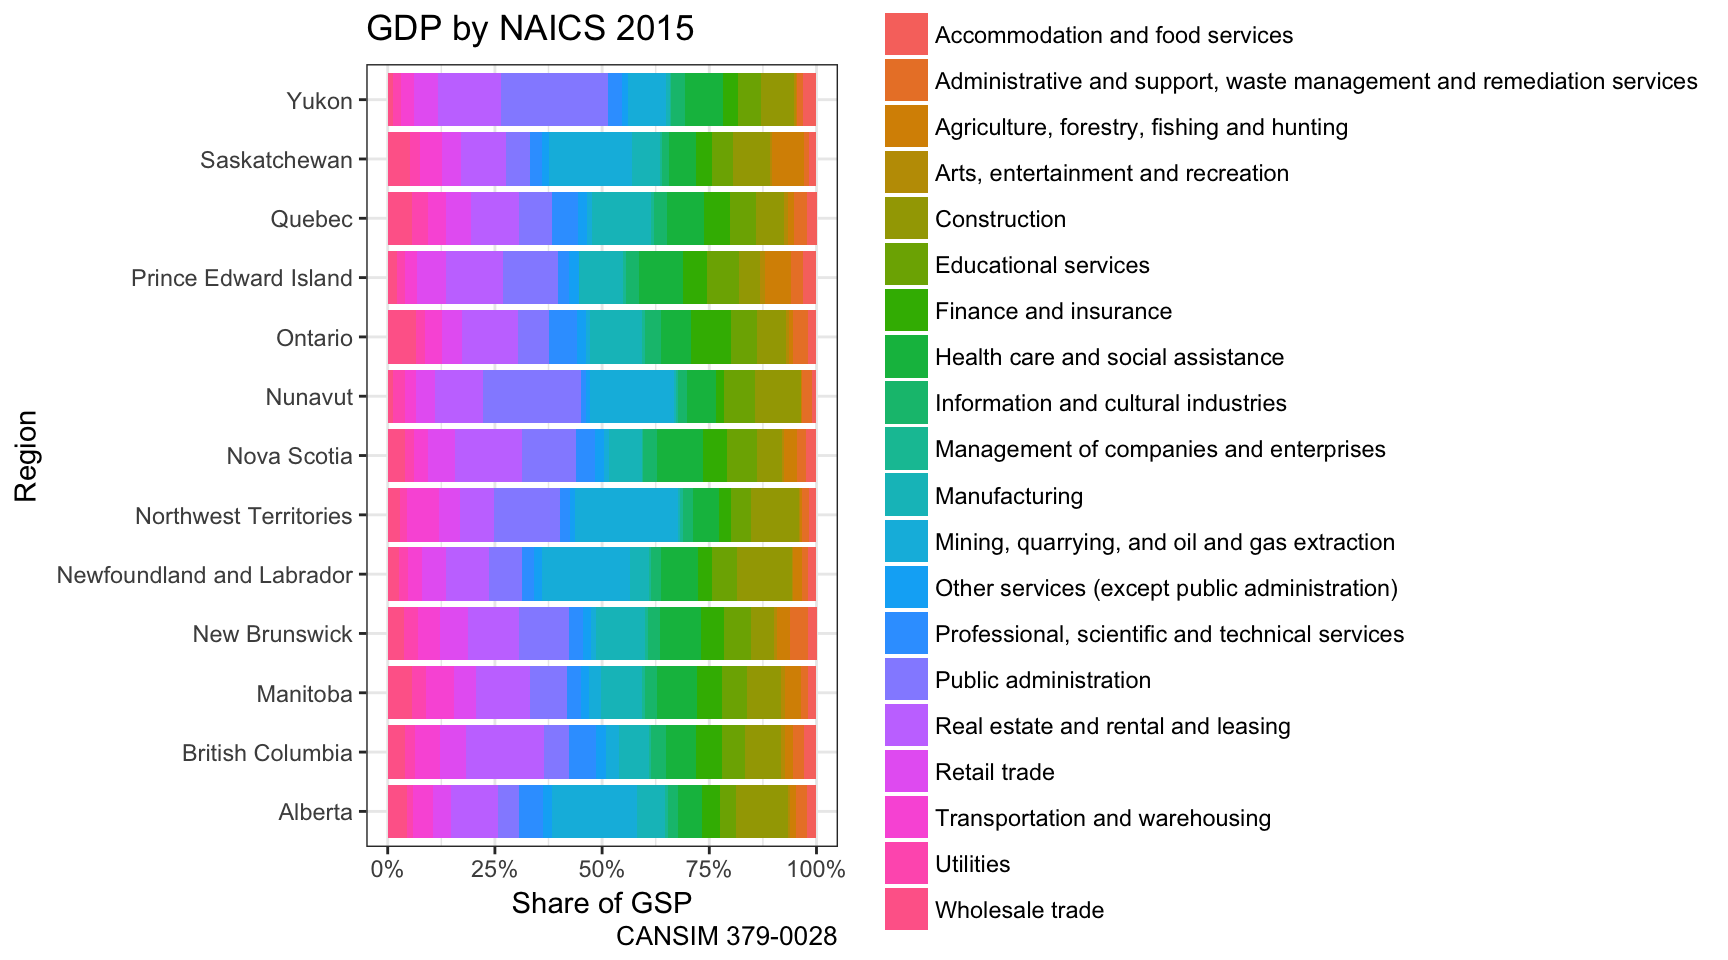 GDP by NAICS 2015
Region
Yukon
Saskatchewan
Quebec
Prince Edward Island
Ontario
Nunavut
Nova Scotia
Northwest Territories
Newfoundland and Labrador
New Brunswick
Manitoba
British Columbia
Alberta
0% 25% 50% 75% 100%
Share of GSP
CANSIM 379-0028
Accommodation and food services
Administrative and support, waste management and remediation services
Agriculture, forestry, fishing and hunting
Arts, entertainment and recreation
Construction
Educational services
Finance and insurance
Health care and social assistance
Information and cultural industries
Management of companies and enterprises
Manufacturing
Mining, quarrying, and oil and gas extraction
Other services (except public administration)
Professional, scientific and technical services
Public administration
Real estate and rental and leasing
Retail trade
Transportation and warehousing
Utilities
Wholesale trade